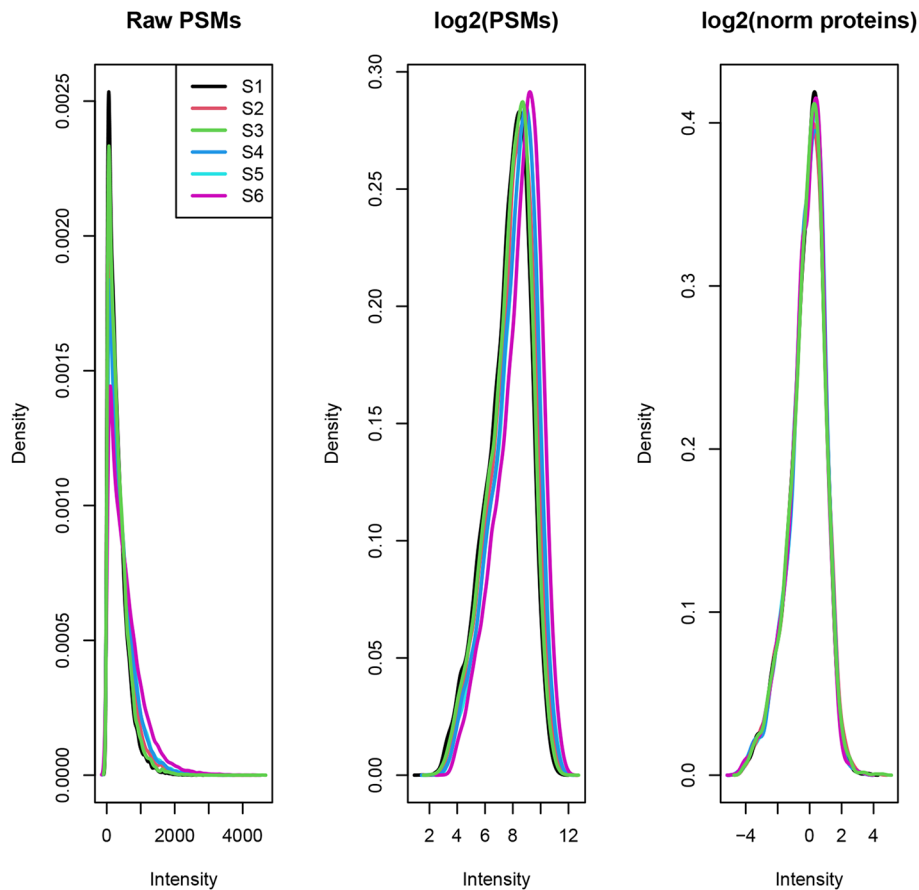 Raw PSMs
log2(PSMs)
log2(norm proteins)
S1
S2
S3
S4
S5
S6
Density
0.0000
0.0005
0.0010
0.0015
0.0020
0.0025
0 2000 4000
Intensity
Density
0.00
0.05
0.10
0.15
0.20
0.25
0.30
2 4 6 8 12
Intensity
Density
0.0
0.1
0.2
0.3
0.4
−4 0 2 4
Intensity